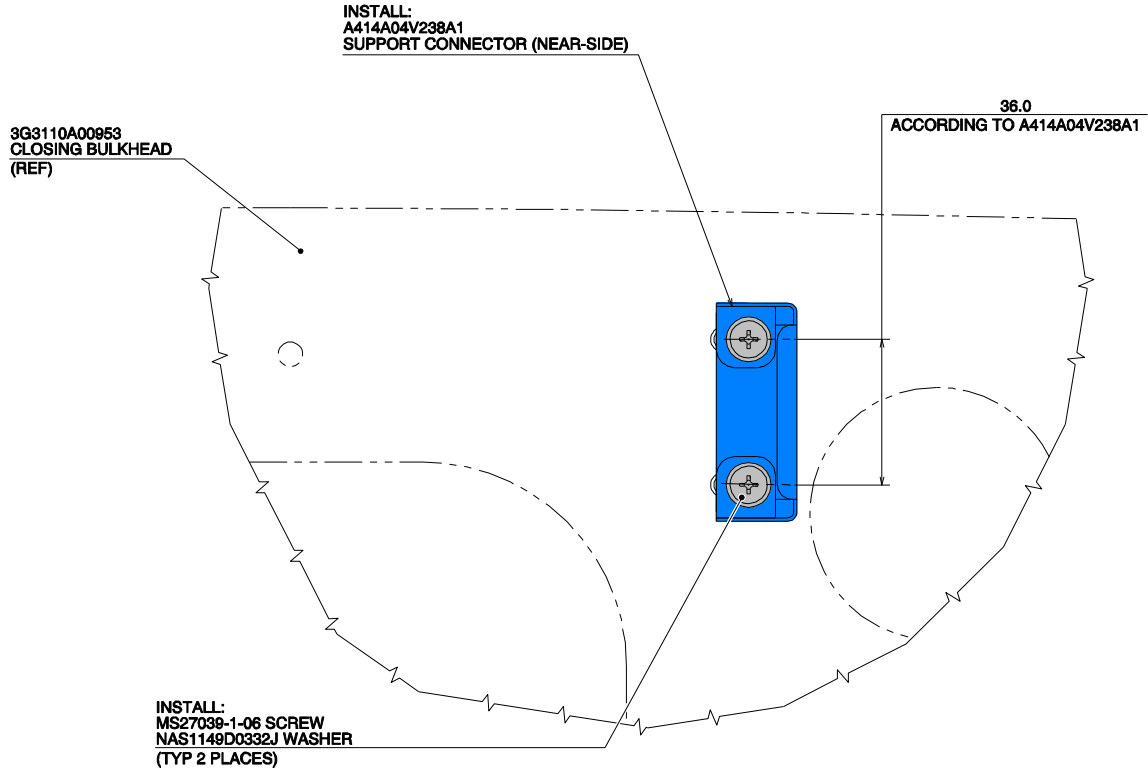 INSTALL:
A414A04V238A1
SUPPORT CONNECTOR (NEAR-SIDE)
36.0
ACCORDING TO A414A04V238A1
3G3110A00953
CLOSING BULKHEAD
(REF)
INSTALL:
MS27039-1-06 SCREW
NAS1149D0332J WASHER
(TYP 2 PLACES)